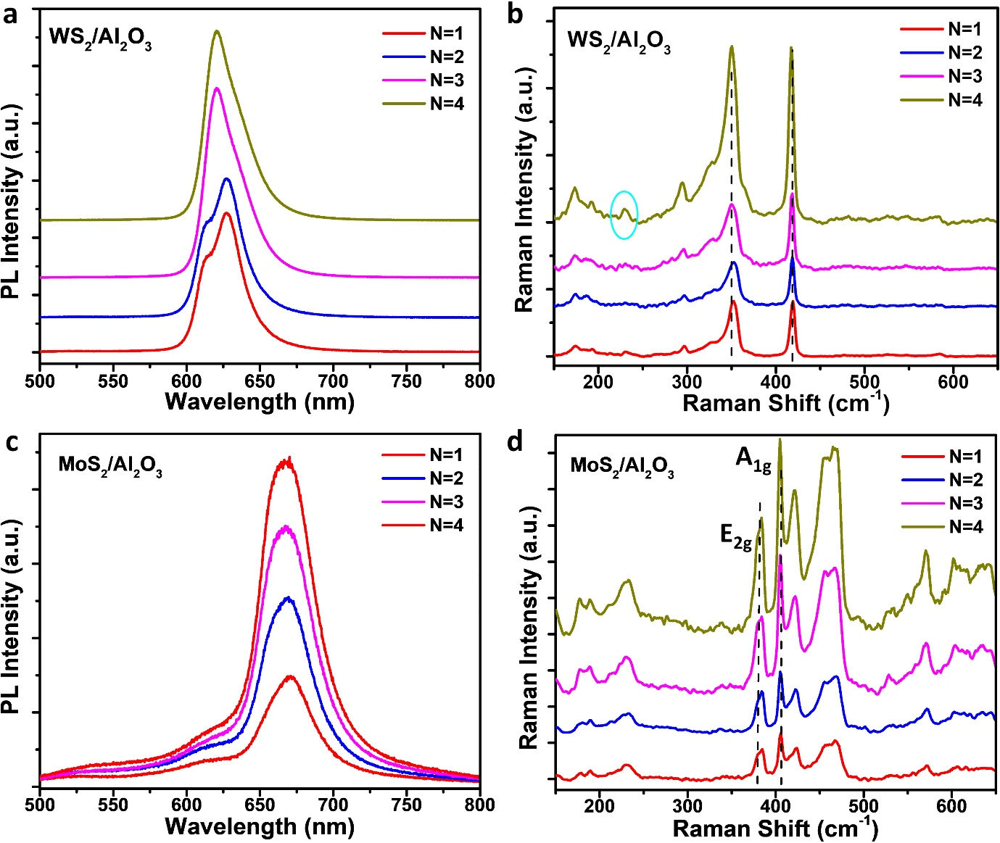 a
WS₂/Al₂O₃
N=1
N=2
N=3
N=4
PL Intensity (a.u.)
500 550 600 650 700 750 800
Wavelength (nm)
b
WS₂/Al₂O₃
N=1
N=2
N=3
N=4
Raman Intensity (a.u.)
200 300 400 500 600
Raman Shift (cm⁻¹)
c
MoS₂/Al₂O₃
N=1
N=2
N=3
N=4
PL Intensity (a.u.)
500 550 600 650 700 750 800
Wavelength (nm)
d
MoS₂/Al₂O₃
A₁g
E₂g
N=1
N=2
N=3
N=4
Raman Intensity (a.u.)
200 300 400 500 600
Raman Shift (cm⁻¹)